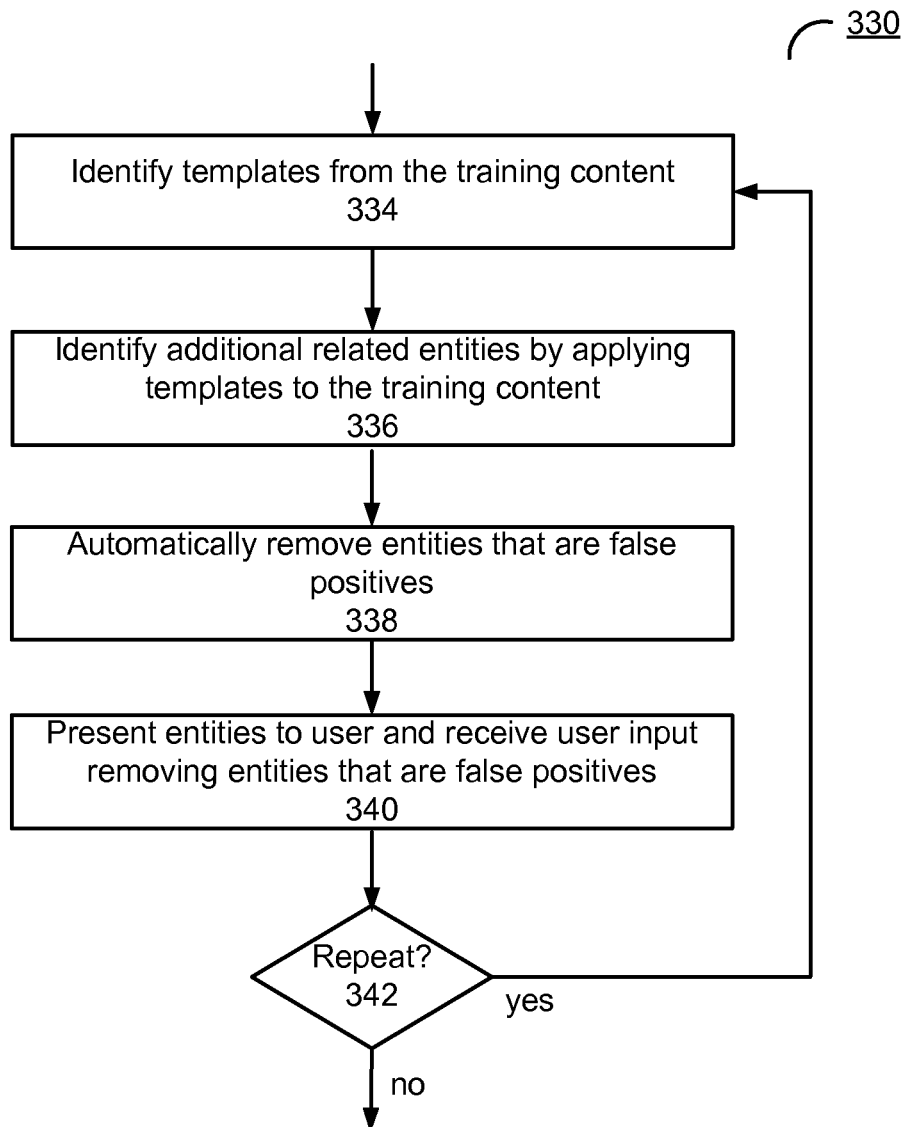 330
Identify templates from the training content
334
Identify additional related entities by applying
templates to the training content
336
Automatically remove entities that are false
positives
338
Present entities to user and receive user input
removing entities that are false positives
340
Repeat?
342
yes
no